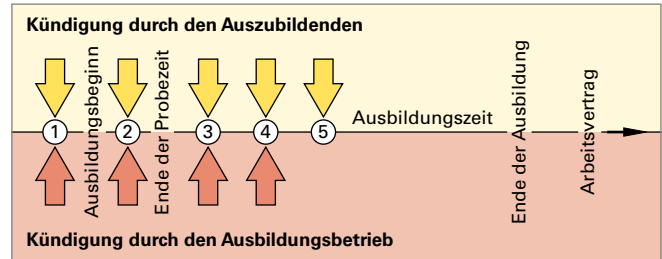 Kündigung durch den Auszubildenden
1
Ausbildungsbeginn
2
Ende der Probezeit
3
4
5
Ausbildungszeit
Ende der Ausbildung
Arbeitsvertrag
Kündigung durch den Ausbildungsbetrieb